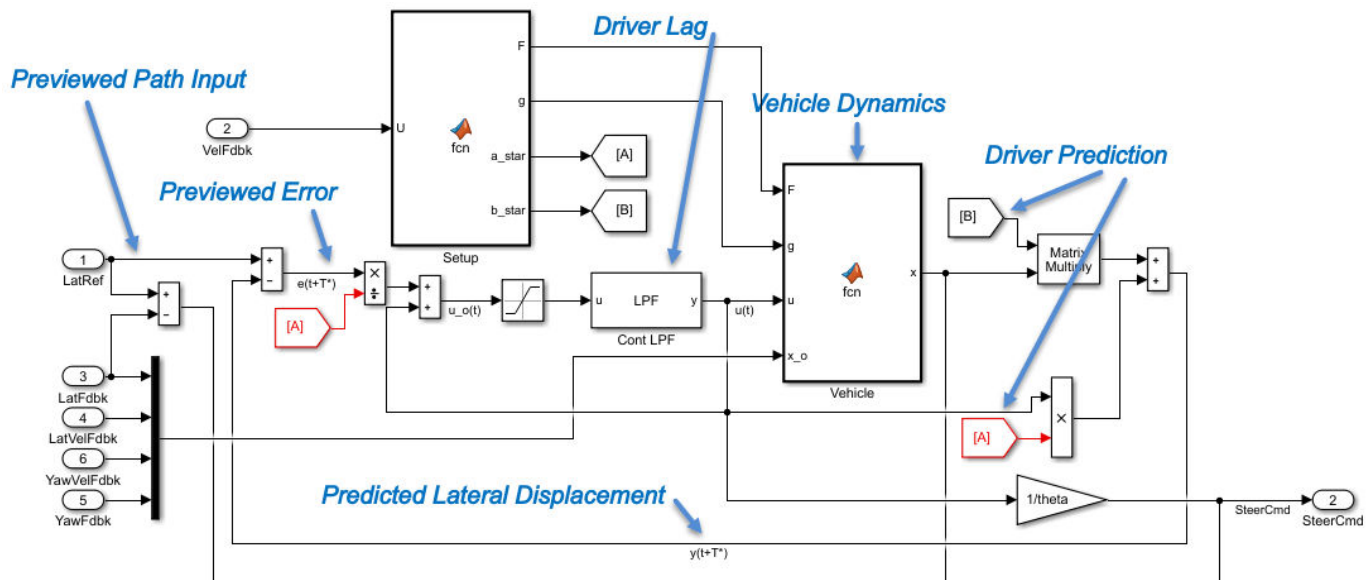 Driver Lag
Previewed Path Input
F
Vehicle Dynamics
g
2
VelFdbk
U
fcn
a_star
[A]
Driver Prediction
Previewed Error
F
b_star
[B]
[B]
Setup
g
Matrix
Multiply
+
+
1
LatRef
+
−
e(t+T*)
×
÷
+
+
u_o(t)
u
LPF
y
Cont LPF
u(t)
u
fcn
x
+
−
[A]
x_o
3
LatFdbk
Vehicle
4
LatVelFdbk
×
[A]
6
YawVelFdbk
5
YawFdbk
Predicted Lateral Displacement
1/theta
SteerCmd
2
SteerCmd
y(t+T*)